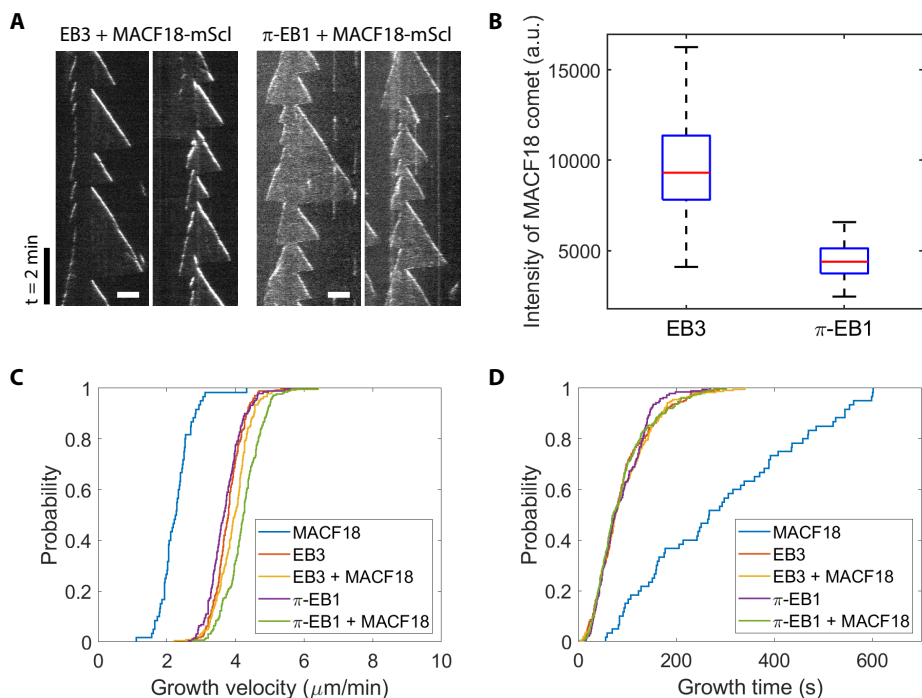 A
EB3 + MACF18-mScl
π-EB1 + MACF18-mScl
t = 2 min
B
Intensity of MACF18 comet (a.u.)
15000
10000
5000
EB3
π-EB1
C
Probability
1
0.8
0.6
0.4
0.2
0
MACF18
EB3
EB3 + MACF18
π-EB1
π-EB1 + MACF18
0 2 4 6 8 10
Growth velocity (μm/min)
D
Probability
1
0.8
0.6
0.4
0.2
0
MACF18
EB3
EB3 + MACF18
π-EB1
π-EB1 + MACF18
0 200 400 600
Growth time (s)